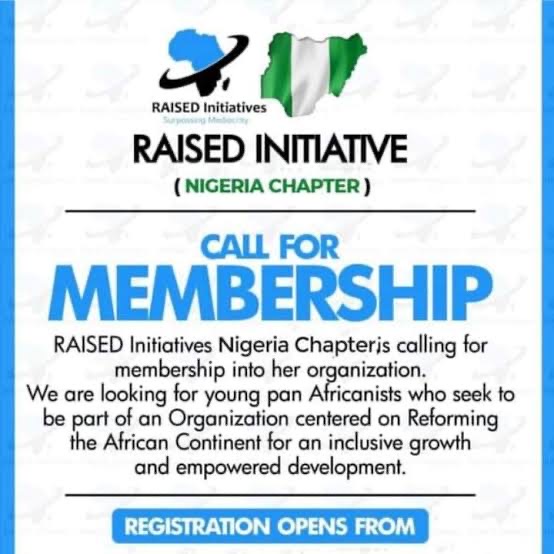 RAISED Initiatives
Surpassing Mediocrity
RAISED INITIATIVE
( NIGERIA CHAPTER )
CALL FOR
MEMBERSHIP
RAISED Initiatives Nigeria Chapterjs calling for
membership into her organization.
We are looking for young pan Africanists who seek to
be part of an Organization centered on Reforming
the African Continent for an inclusive growth
and empowered development.
REGISTRATION OPENS FROM